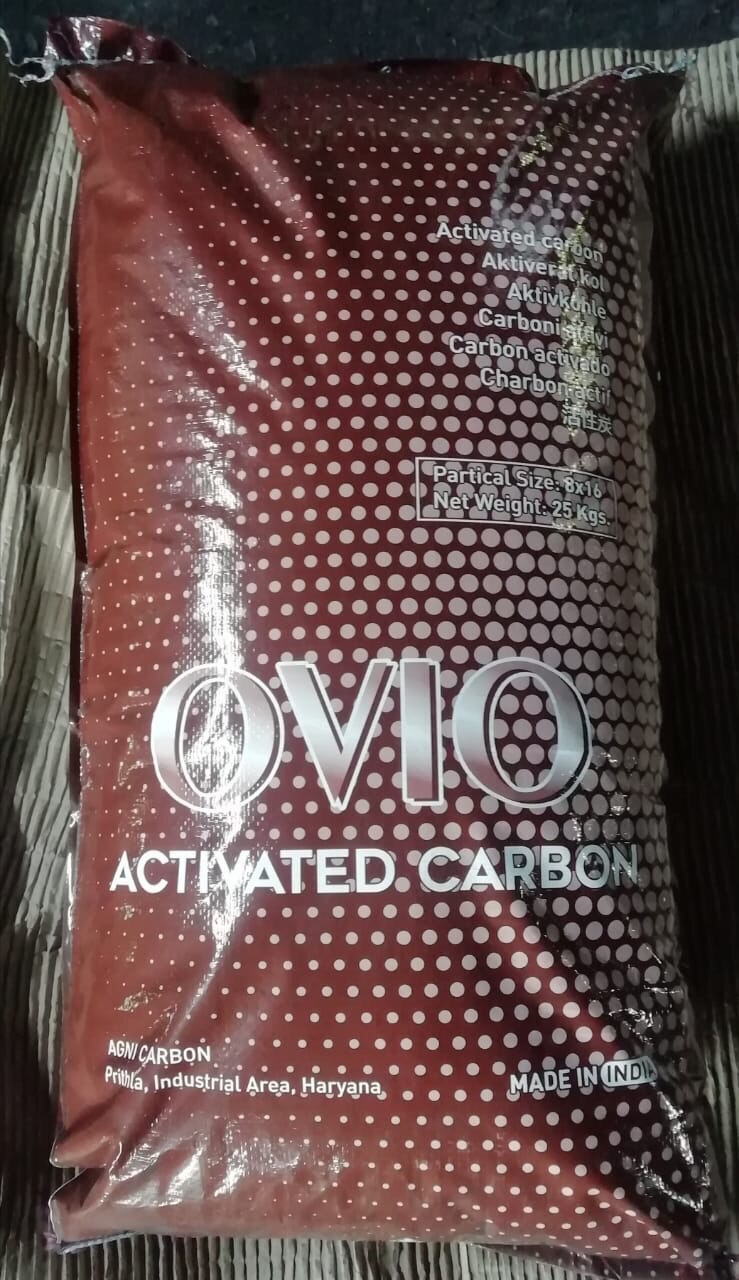 Activated carbon
Aktiverat kol
Aktivkohle
Carboni attivi
Carbon activado
Charbon actif
活性炭
Partical Size: 8x16
Net Weight: 25 Kgs.
OVIO
ACTIVATED CARBON
AGNI CARBON
Prithla, Industrial Area, Haryana
MADE IN INDIA